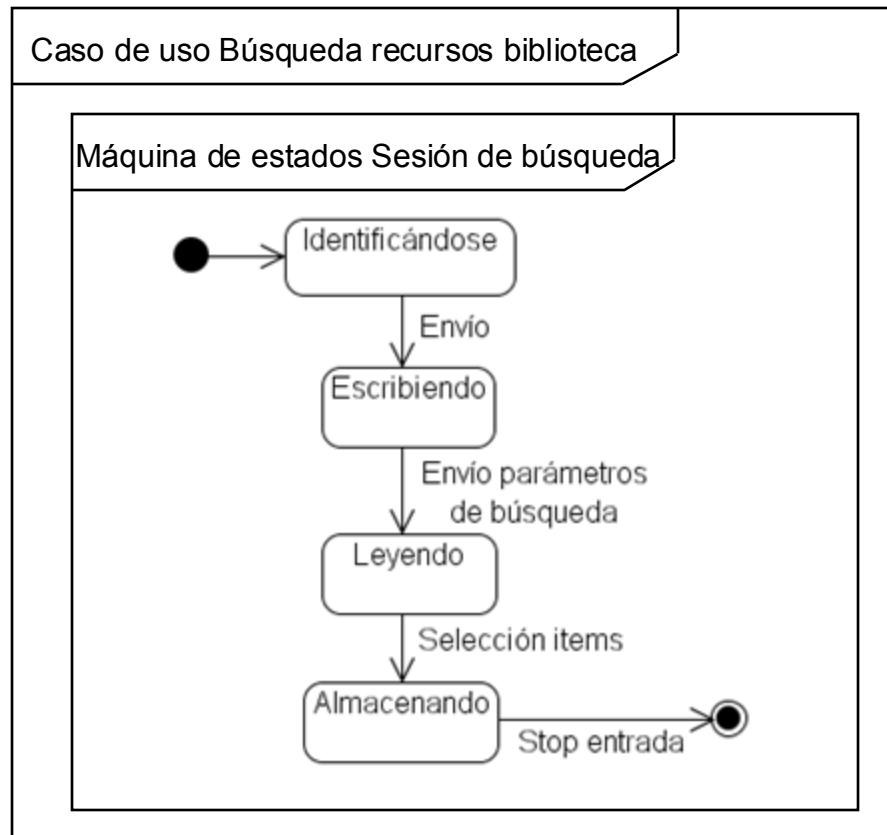 Caso de uso Búsqueda recursos biblioteca
Máquina de estados Sesión de búsqueda
Identificándose
Envío
Escribiendo
Envío parámetros
de búsqueda
Leyendo
Selección items
Almacenando
Stop entrada